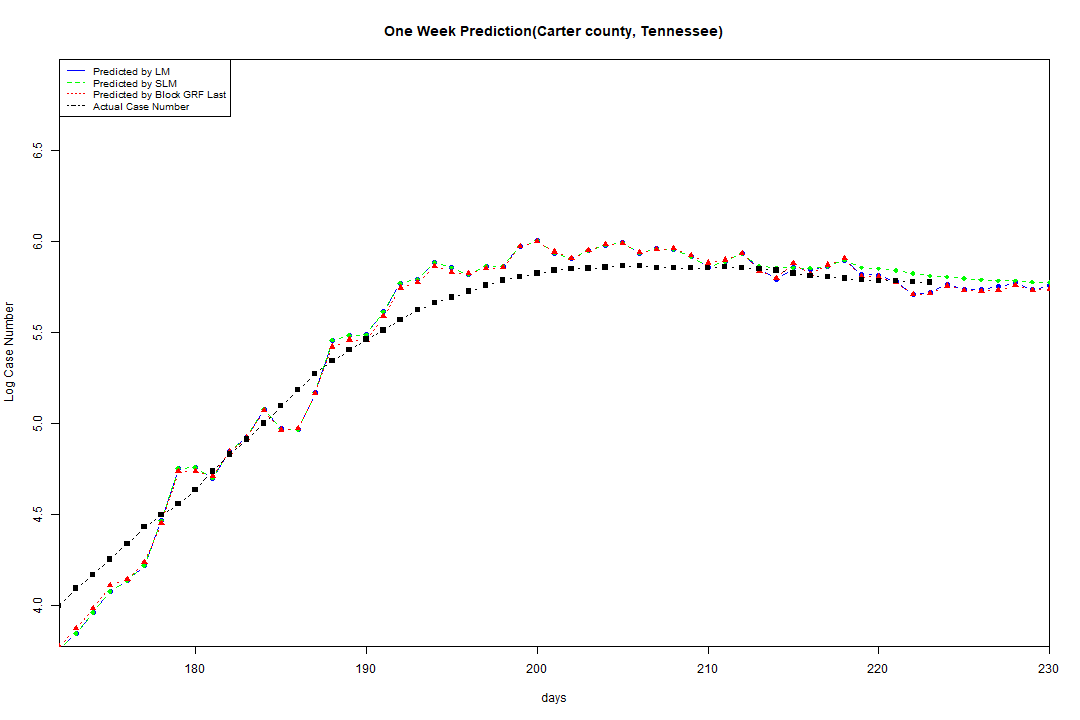 One Week Prediction(Carter county, Tennessee)
Predicted by LM
Predicted by SLM
Predicted by Block GRF Last
Actual Case Number
6.5
6.0
5.5
5.0
4.5
4.0
Log Case Number
180 190 200 210 220 230
days